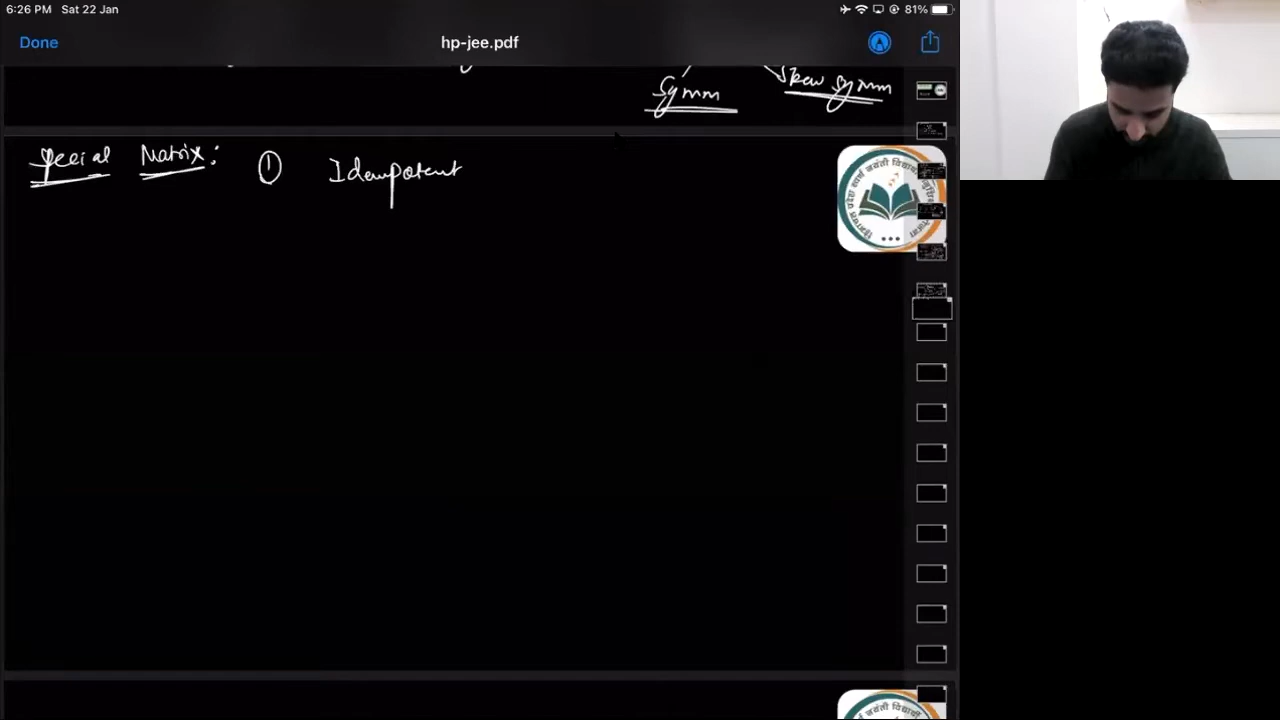 6:26 PM Sat 22 Jan 81%
Done hp-jee.pdf
Symm Skew symm
Special Matrix: ① Idempotent